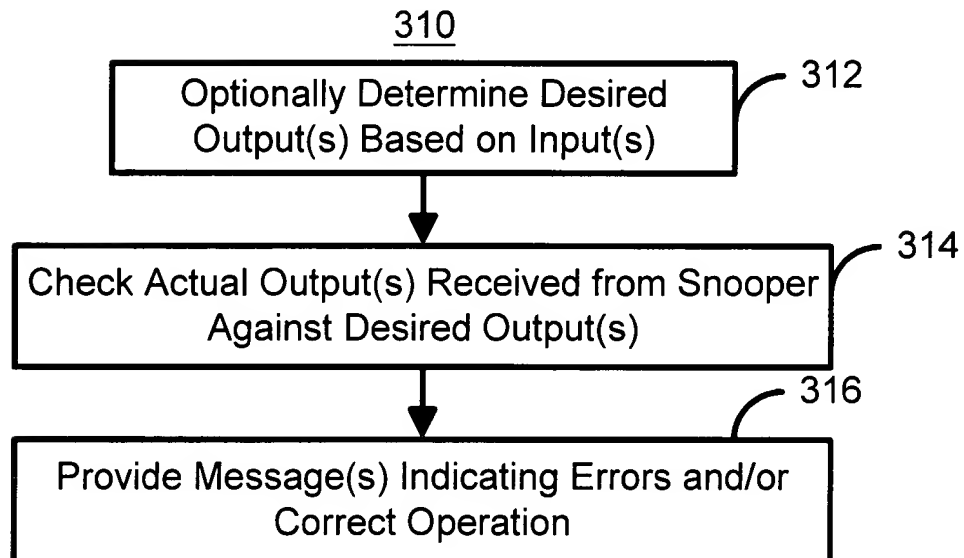 310
Optionally Determine Desired
Output(s) Based on Input(s)
312
Check Actual Output(s) Received from Snooper
Against Desired Output(s)
314
Provide Message(s) Indicating Errors and/or
Correct Operation
316